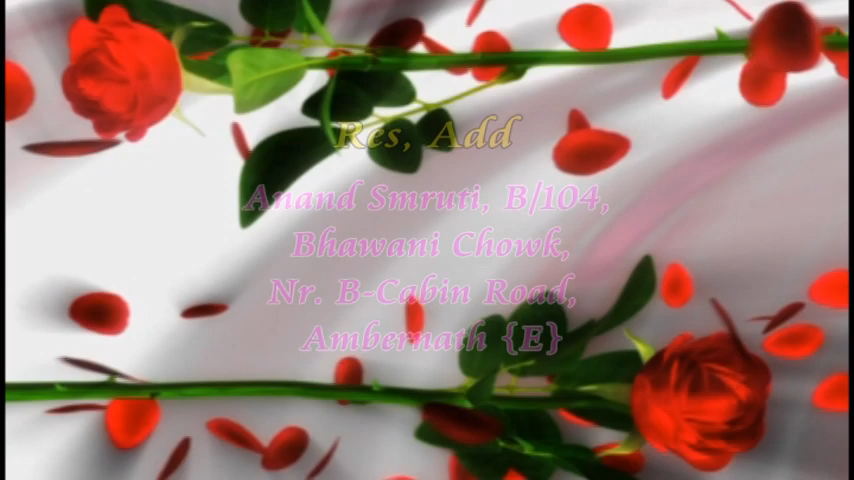 Res, Add
Anand Smruti, B/104,
Bhawani Chowk,
Nr. B-Cabin Road,
Ambernath {E}